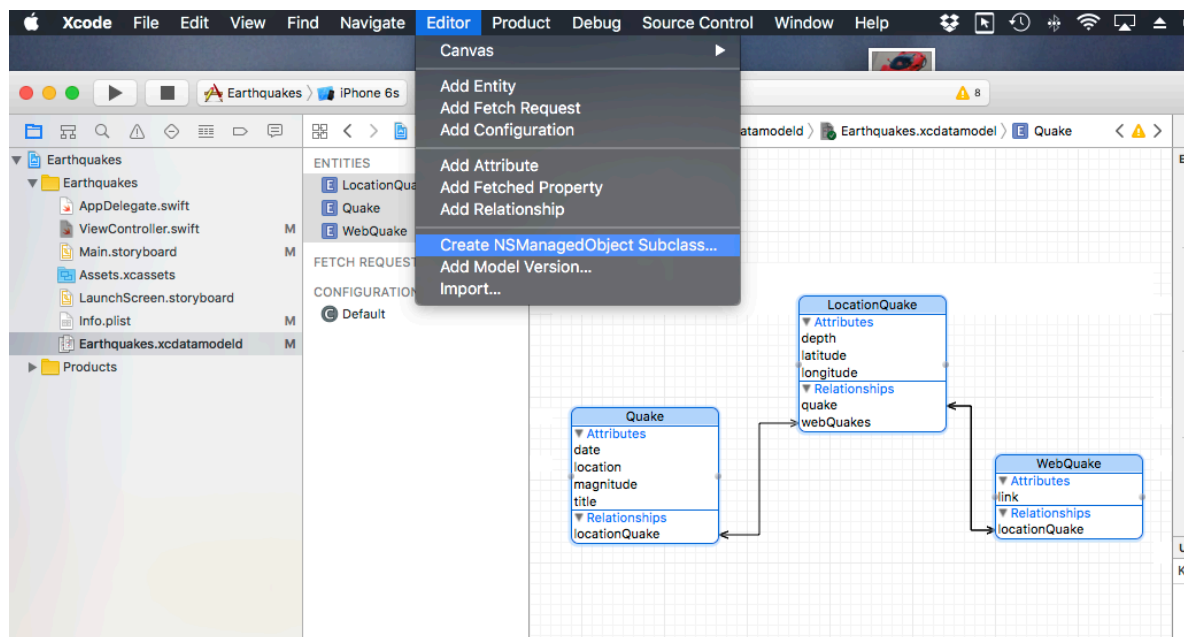 Xcode File Edit View Find Navigate Editor Product Debug Source Control Window Help
Canvas
Add Entity
Add Fetch Request
Add Configuration
Add Attribute
Add Fetched Property
Add Relationship
Create NSManagedObject Subclass...
Add Model Version...
Import...
Earthquakes iPhone 6s
8
atamodeld Earthquakes.xcdatamodel E Quake
Earthquakes
Earthquakes
AppDelegate.swift
ViewController.swift M
Main.storyboard M
Assets.xcassets
LaunchScreen.storyboard
Info.plist M
Earthquakes.xcdatamodeld M
Products
ENTITIES
E LocationQua
E Quake
E WebQuake
FETCH REQUEST
CONFIGURATION
C Default
LocationQuake
Attributes
depth
latitude
longitude
Relationships
quake
webQuakes
Quake
Attributes
date
location
magnitude
title
Relationships
locationQuake
WebQuake
Attributes
link
Relationships
locationQuake